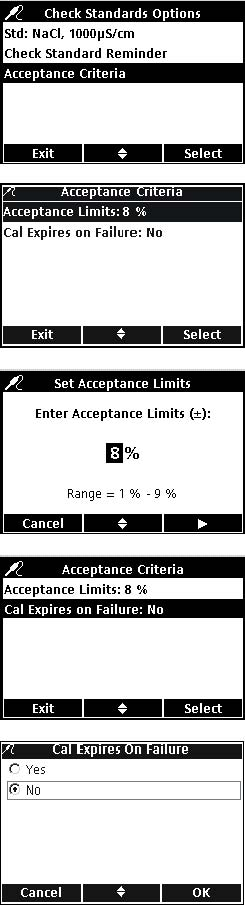 Check Standards Options
Std: NaCl, 1000µS/cm
Check Standard Reminder
Acceptance Criteria
Exit Select
Acceptance Criteria
Acceptance Limits: 8 %
Cal Expires on Failure: No
Exit Select
Set Acceptance Limits
Enter Acceptance Limits (±):
8%
Range = 1 % - 9 %
Cancel
Acceptance Criteria
Acceptance Limits: 8 %
Cal Expires on Failure: No
Exit Select
Cal Expires On Failure
Yes
No
Cancel OK